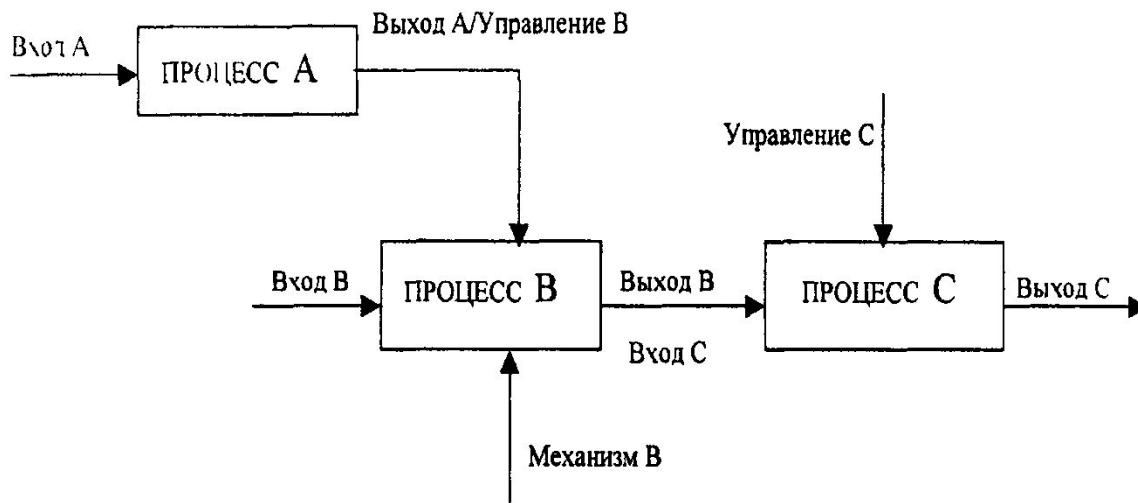 Выход А/Управление В
Вход А
ПРОЦЕСС А
Управление С
Вход В
ПРОЦЕСС В
Выход В
ПРОЦЕСС С
Выход С
Вход С
Механизм В